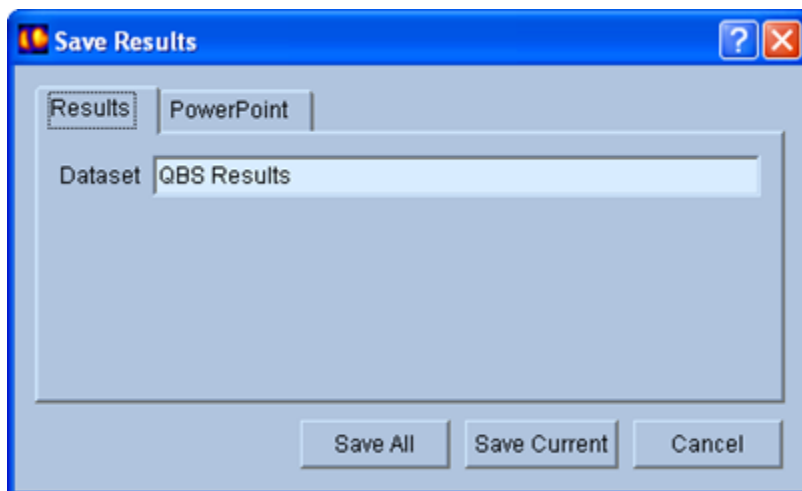 Save Results
?
Results PowerPoint
Dataset QBS Results
Save All Save Current Cancel